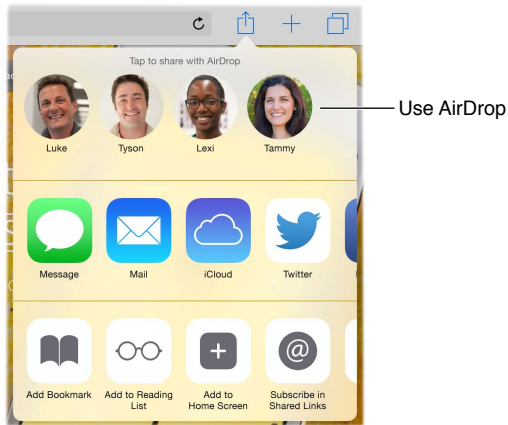 Tap to share with AirDrop
Use AirDrop
Luke Tyson Lexi Tammy
Message Mail iCloud Twitter
Add Bookmark Add to Reading List Add to Home Screen Subscribe in Shared Links